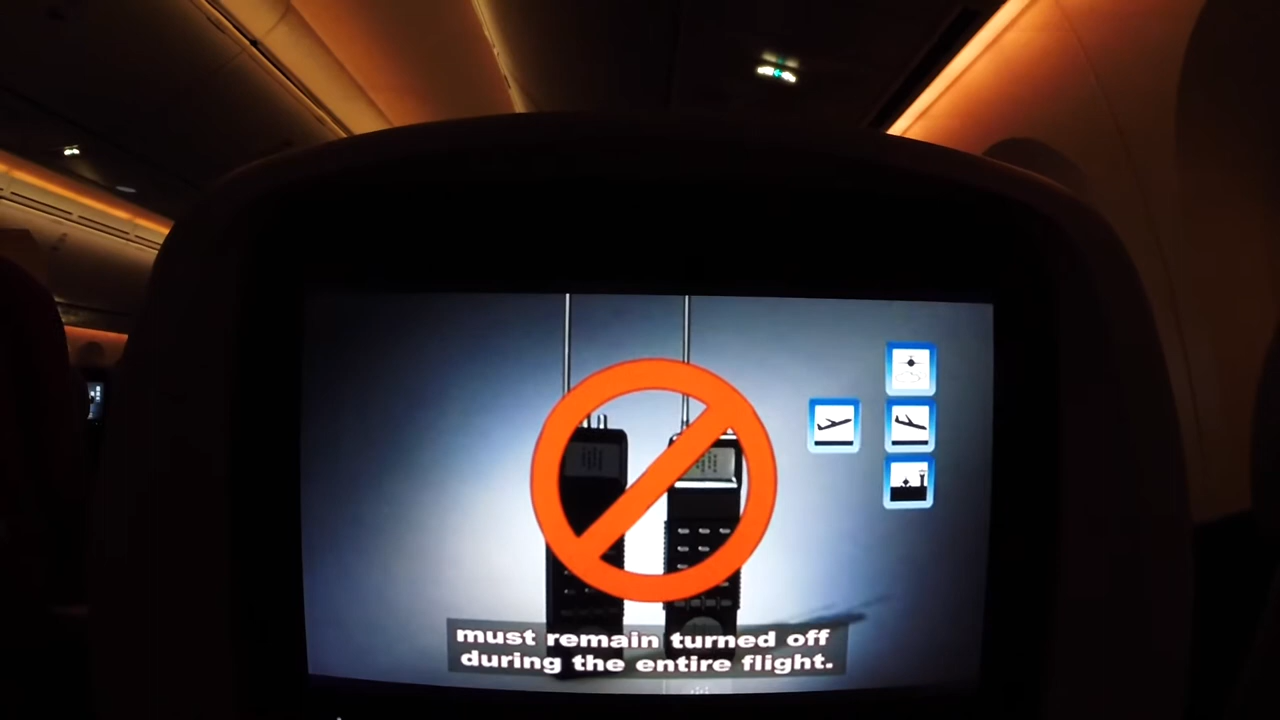 must remain turned off
during the entire flight.